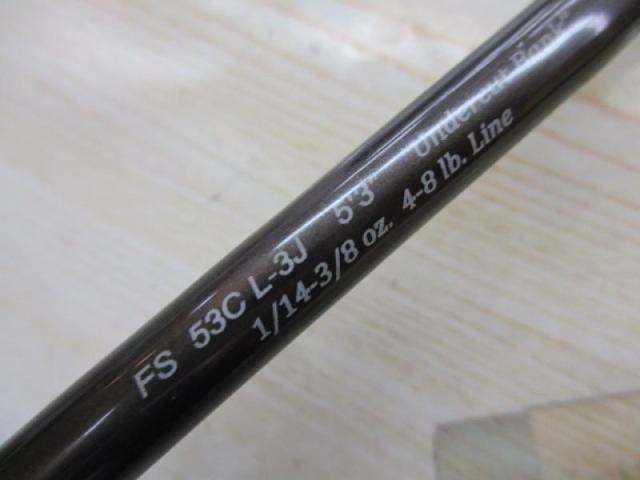 FS 53C L-3J 5'3" "Undercut Bank"
1/14-3/8 oz. 4-8 lb. Line